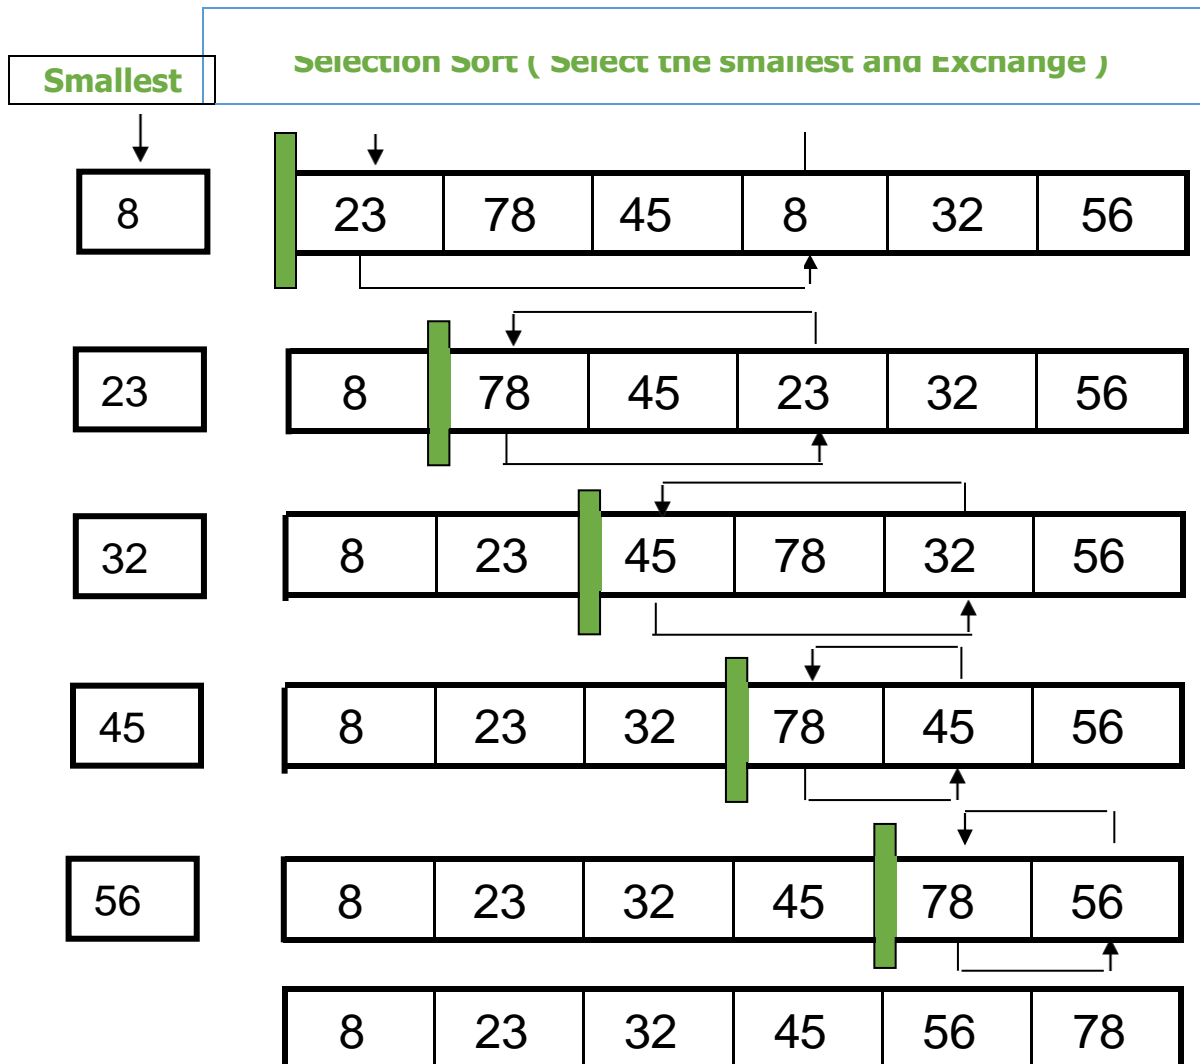 Selection Sort ( Select the smallest and Exchange )
Smallest
8 23 78 45 8 32 56
23 8 78 45 23 32 56
32 8 23 45 78 32 56
45 8 23 32 78 45 56
56 8 23 32 45 78 56
8 23 32 45 56 78